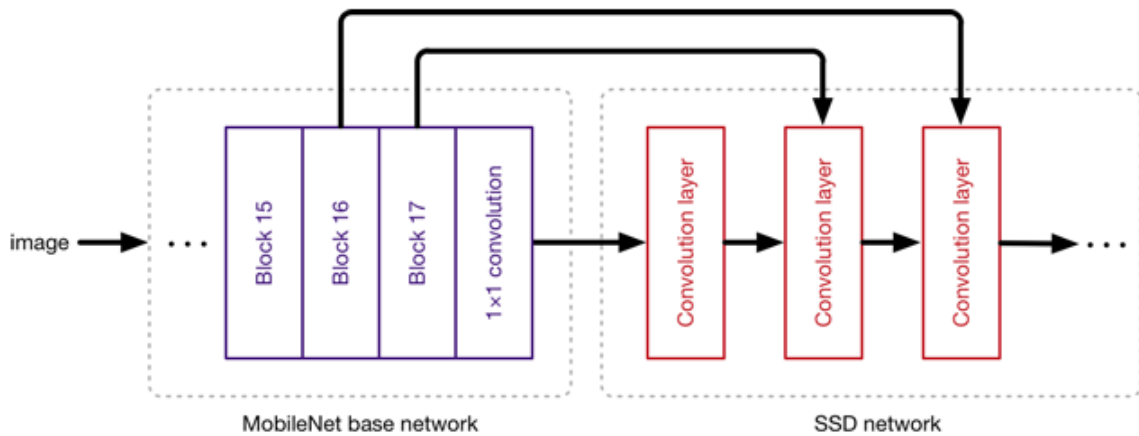 image
...
Block 15
Block 16
Block 17
1×1 convolution
Convolution layer
Convolution layer
Convolution layer
...
MobileNet base network
SSD network